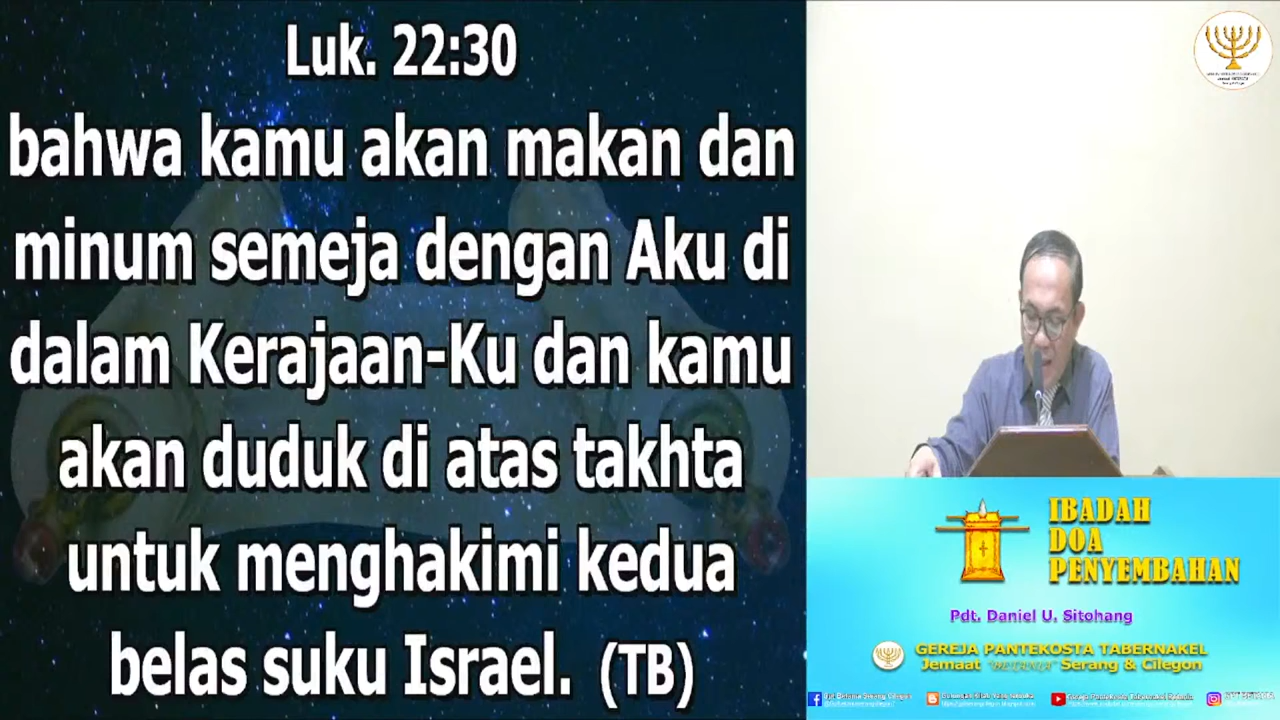 Luk. 22:30
bahwa kamu akan makan dan
minum semeja dengan Aku di
dalam Kerajaan-Ku dan kamu
akan duduk di atas takhta
untuk menghakimi kedua
belas suku Israel. (TB)
IBADAH
DOA
PENYEMBAHAN
Pdt. Daniel U. Sitohang
GEREJA PANTEKOSTA TABERNAKEL
Jemaat "BETANIA" Serang & Cilegon